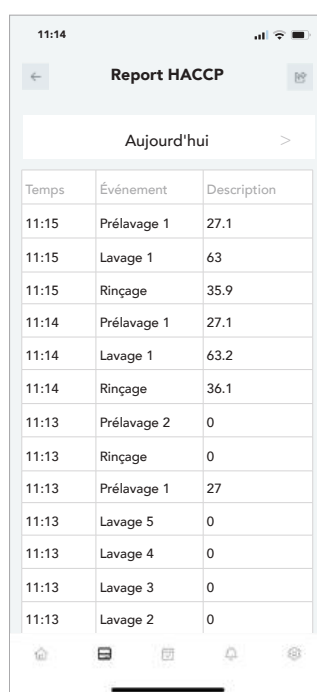 11:14
Report HACCP
Aujourd'hui >
Temps Événement Description
11:15 Prélavage 1 27.1
11:15 Lavage 1 63
11:15 Rinçage 35.9
11:14 Prélavage 1 27.1
11:14 Lavage 1 63.2
11:14 Rinçage 36.1
11:13 Prélavage 2 0
11:13 Rinçage 0
11:13 Prélavage 1 27
11:13 Lavage 5 0
11:13 Lavage 4 0
11:13 Lavage 3 0
11:13 Lavage 2 0